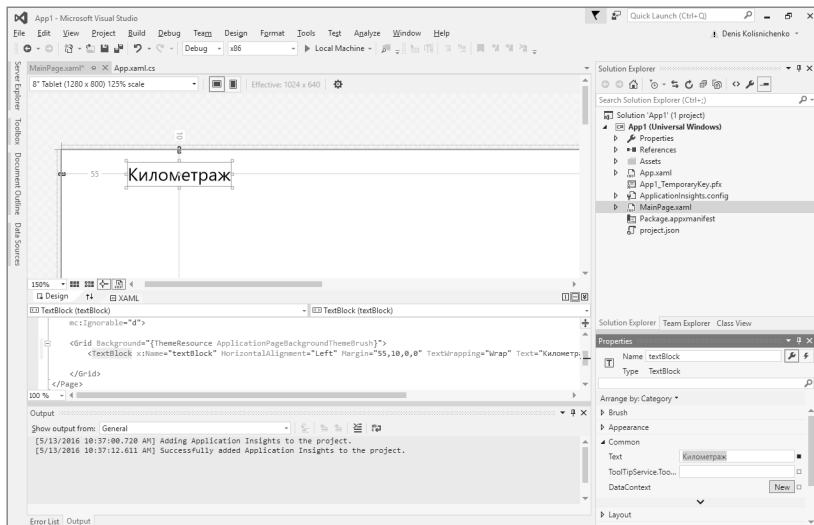 App1 - Microsoft Visual Studio
Quick Launch (Ctrl+Q)
File Edit View Project Build Debug Team Design Format Tools Test Analyze Window Help
Denis Kolisnichenko
Debug x86 Local Machine
Server Explorer
Toolbox
Document Outline
Data Sources
MainPage.xaml* App.xaml.cs
8" Tablet (1280 x 800) 125% scale Effective: 1024 x 640
10
55
Километраж
150%
Design XAML
TextBlock (textBlock) TextBlock (textBlock)
mc:Ignorable="d">
<Grid Background="{ThemeResource ApplicationPageBackgroundThemeBrush}">
<TextBlock x:Name="textBlock" HorizontalAlignment="Left" Margin="55,10,0,0" TextWrapping="Wrap" Text="Километр
</Grid>
</Page>
100 %
Output
Show output from: General
[5/13/2016 10:37:00.720 AM] Adding Application Insights to the project.
[5/13/2016 10:37:12.611 AM] Successfully added Application Insights to the project.
Error List Output
Solution Explorer
Search Solution Explorer (Ctrl+;)
Solution 'App1' (1 project)
App1 (Universal Windows)
Properties
References
Assets
App.xaml
App1_TemporaryKey.pfx
ApplicationInsights.config
MainPage.xaml
Package.appxmanifest
project.json
Solution Explorer Team Explorer Class View
Properties
Name textBlock
Type TextBlock
Arrange by: Category
Brush
Appearance
Common
Text Километраж
ToolTipService.Too...
DataContext New
Layout